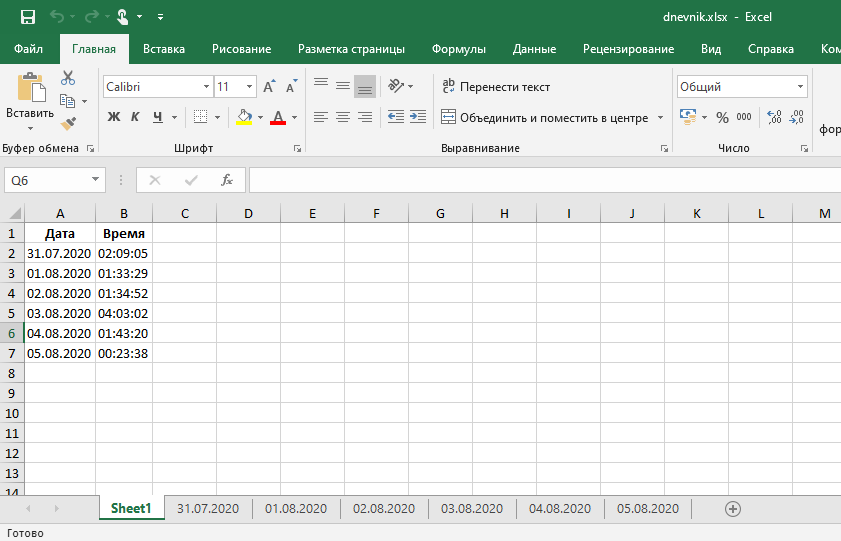 dnevnik.xlsx - Excel
Файл Главная Вставка Рисование Разметка страницы Формулы Данные Рецензирование Вид Справка Ком
Calibri 11 Общий
Вставить Перенести текст
Ж К Ч Объединить и поместить в центре % 000
фор
Буфер обмена Шрифт Выравнивание Число
Q6 fx
A B C D E F G H I J K L M
1 Дата Время
2 31.07.2020 02:09:05
3 01.08.2020 01:33:29
4 02.08.2020 01:34:52
5 03.08.2020 04:03:02
6 04.08.2020 01:43:20
7 05.08.2020 00:23:38
8
9
10
11
12
13
14
Sheet1 31.07.2020 01.08.2020 02.08.2020 03.08.2020 04.08.2020 05.08.2020
Готово